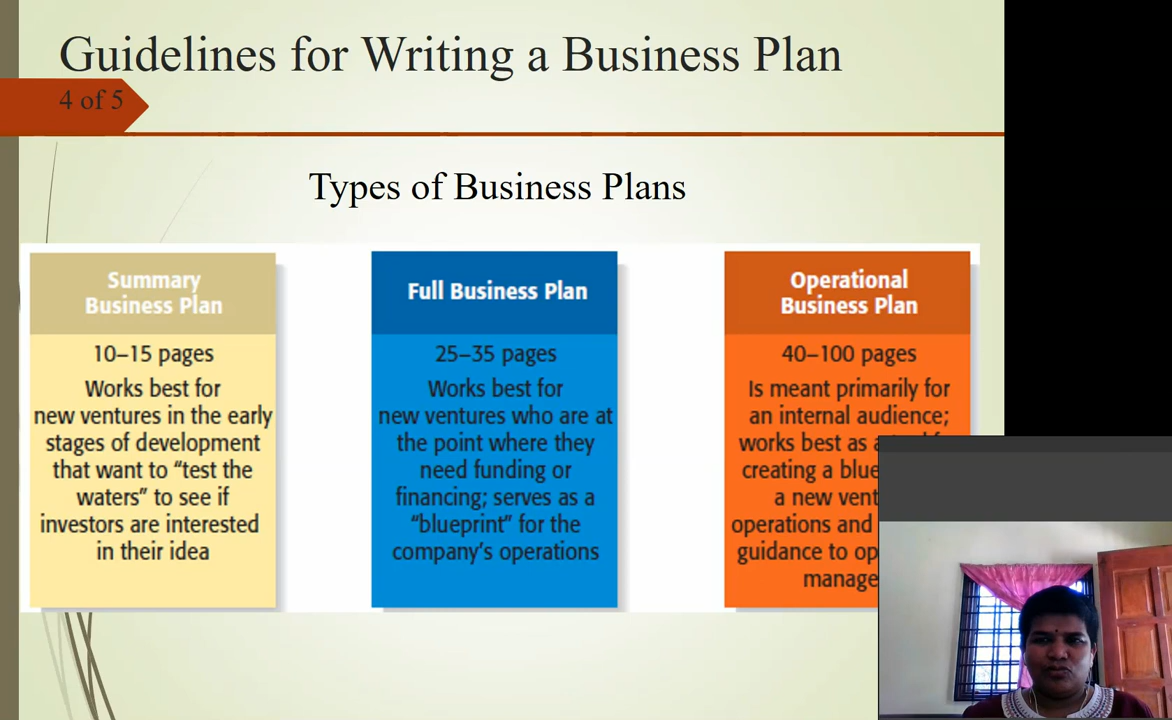 Guidelines for Writing a Business Plan
4 of 5
Types of Business Plans
Summary
Business Plan
10–15 pages
Works best for
new ventures in the early
stages of development
that want to “test the
waters” to see if
investors are interested
in their idea
Full Business Plan
25–35 pages
Works best for
new ventures who are at
the point where they
need funding or
financing; serves as a
“blueprint” for the
company’s operations
Operational
Business Plan
40–100 pages
Is meant primarily for
an internal audience;
works best as a
creating a
a new
operations and
guidance to